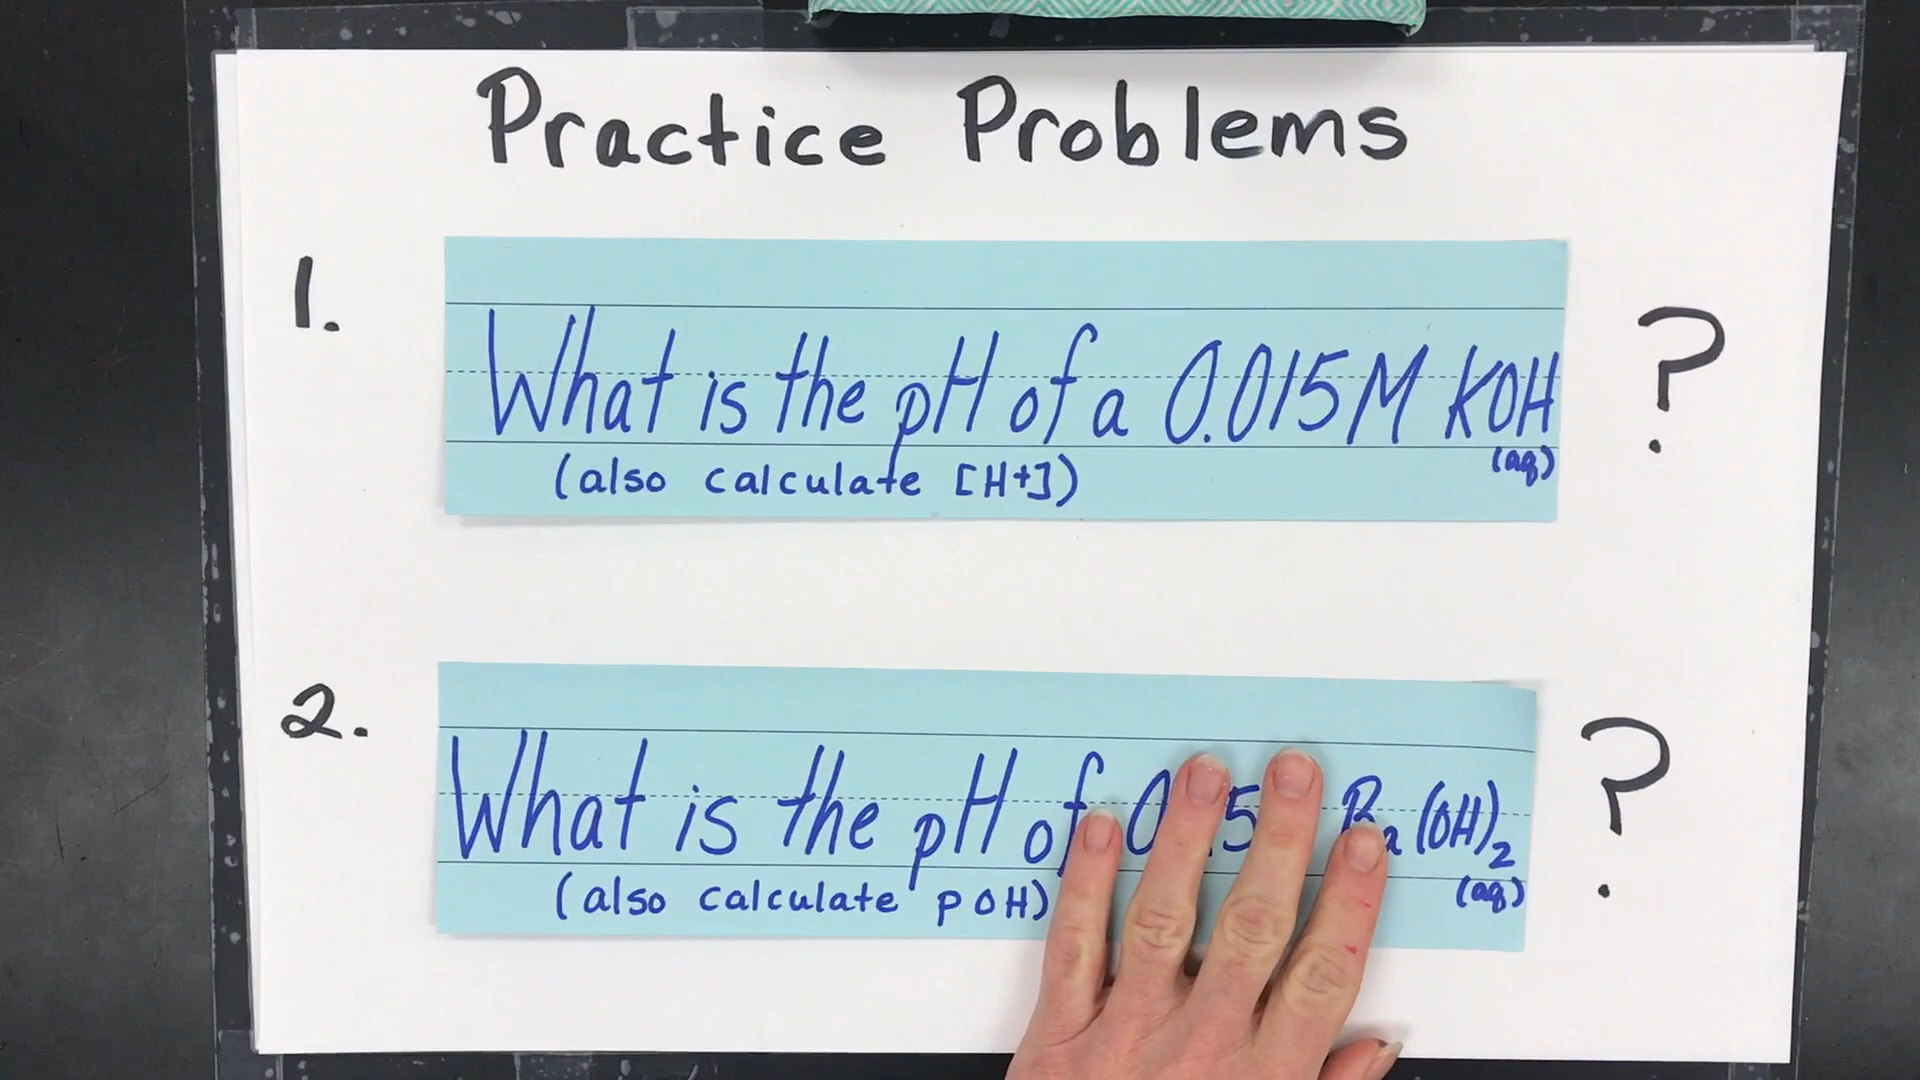 Practice Problems
1. What is the pH of a 0.015M KOH ?
(also calculate [H+]) (aq)
2. What is the pH of (OH)₂ ?
(also calculate pOH) (aq)